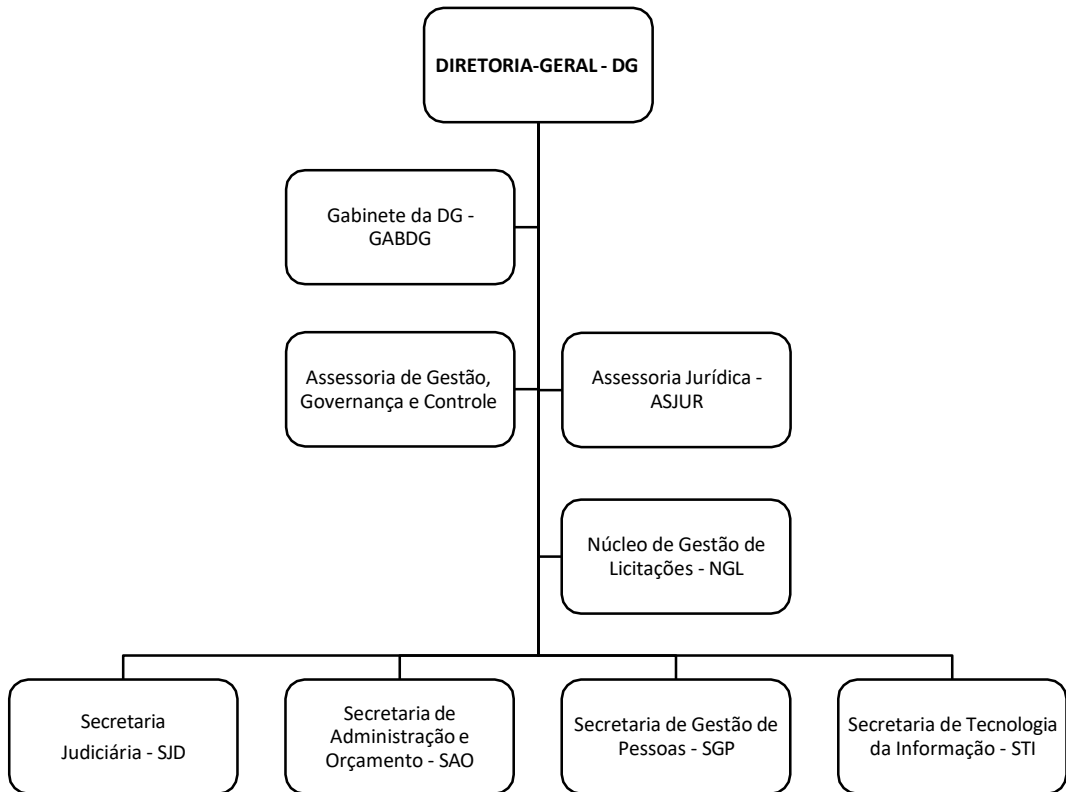 DIRETORIA-GERAL - DG
Gabinete da DG -
GABDG
Assessoria de Gestão,
Governança e Controle
Assessoria Jurídica -
ASJUR
Núcleo de Gestão de
Licitações - NGL
Secretaria
Judiciária - SJD
Secretaria de
Administração e
Orçamento - SAO
Secretaria de Gestão de
Pessoas - SGP
Secretaria de Tecnologia
da Informação - STI